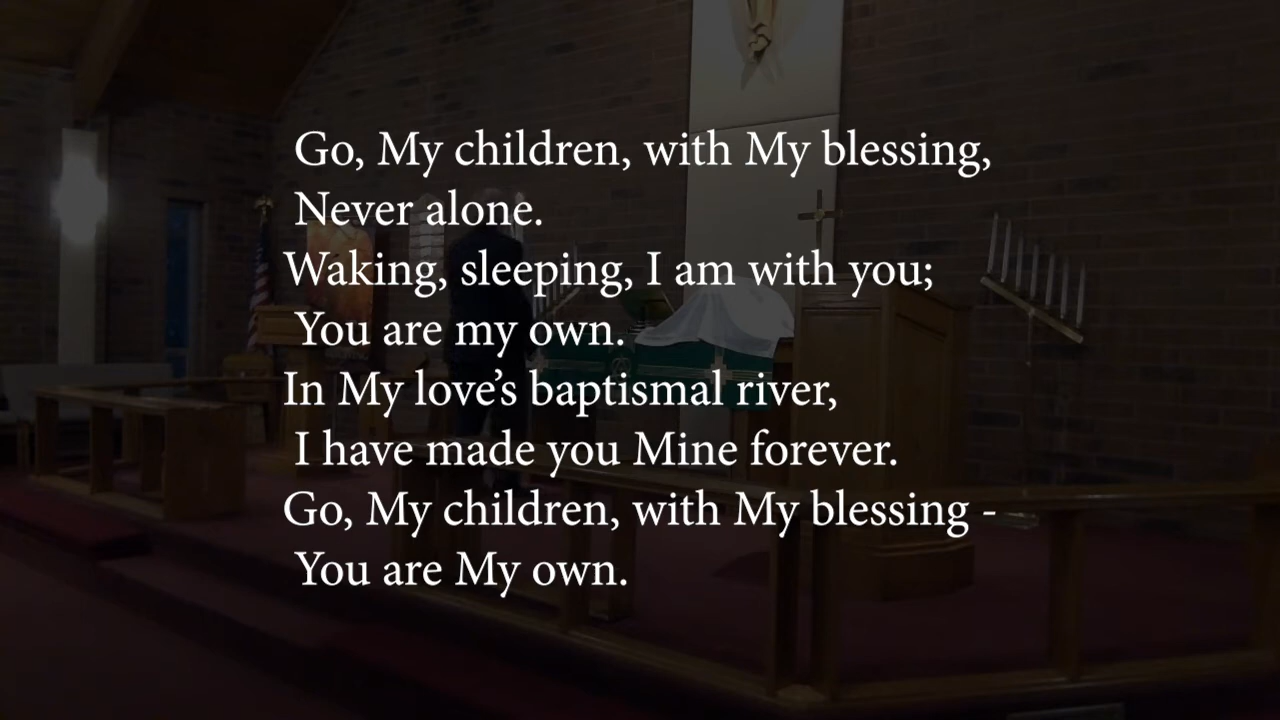 Go, My children, with My blessing,
Never alone.
Waking, sleeping, I am with you;
You are my own.
In My love’s baptismal river,
I have made you Mine forever.
Go, My children, with My blessing -
You are My own.